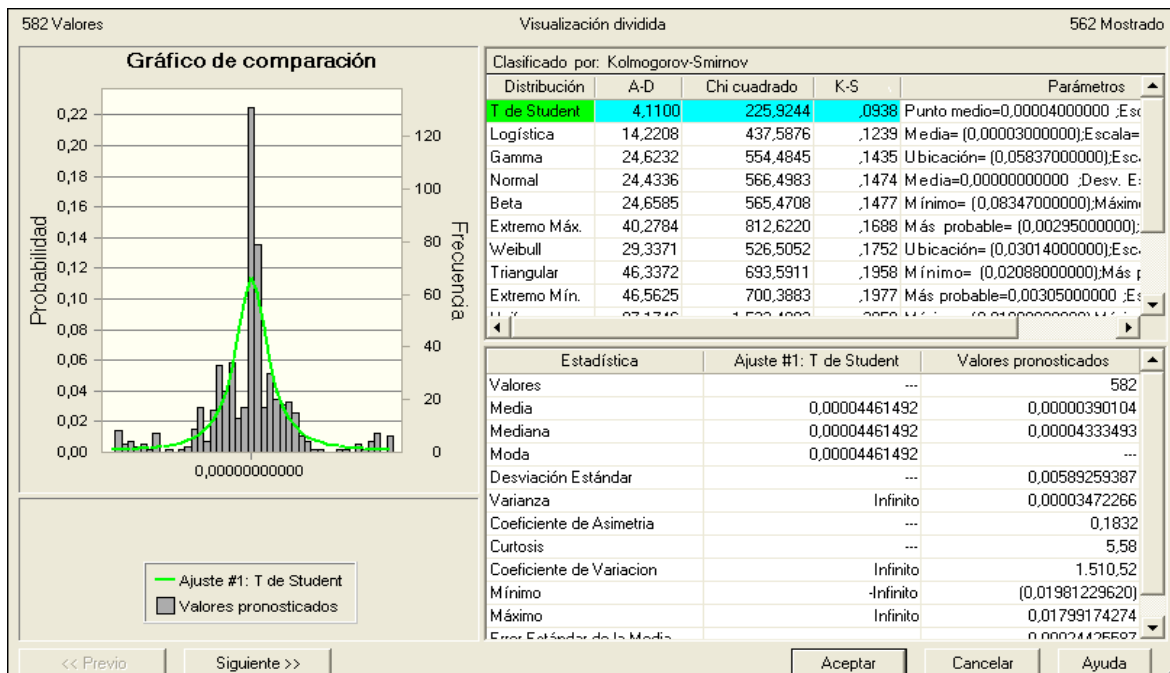 582 Valores Visualización dividida 562 Mostrado
Gráfico de comparación
0,22
0,20
0,18
0,16
0,14
0,12
0,10
0,08
0,06
0,04
0,02
0,00
Probabilidad
120
100
80
60
40
20
0
Frecuencia
0,00000000000
Ajuste #1: T de Student
Valores pronosticados
Clasificado por: Kolmogorov-Smirnov
Distribución A-D Chi cuadrado K-S Parámetros
T de Student 4,1100 225,9244 ,0938 Punto medio=0,00004000000 ;Esc
Logística 14,2208 437,5876 ,1239 Media= (0,00003000000);Escala=
Gamma 24,6232 554,4845 ,1435 Ubicación= (0,05837000000);Esc
Normal 24,4336 566,4983 ,1474 Media=0,00000000000 ;Desv. E
Beta 24,6585 565,4708 ,1477 Mínimo= (0,08347000000);Máxim
Extremo Máx. 40,2784 812,6220 ,1688 Más probable= (0,00295000000);
Weibull 29,3371 526,5052 ,1752 Ubicación= (0,03014000000);Esc
Triangular 46,3372 693,5911 ,1958 Mínimo= (0,02088000000);Más p
Extremo Mín. 46,5625 700,3883 ,1977 Más probable=0,00305000000 ;Es
Estadística Ajuste #1: T de Student Valores pronosticados
Valores --- 582
Media 0,00004461492 0,00000390104
Mediana 0,00004461492 0,00004333493
Moda 0,00004461492 ---
Desviación Estándar --- 0,00589259387
Varianza Infinito 0,00003472266
Coeficiente de Asimetria --- 0,1832
Curtosis --- 5,58
Coeficiente de Variacion Infinito 1.510,52
Mínimo -Infinito (0,01981229620)
Máximo Infinito 0,01799174274
Error Estándar de la Media 0,00024425587
<< Previo Siguiente >> Aceptar Cancelar Ayuda